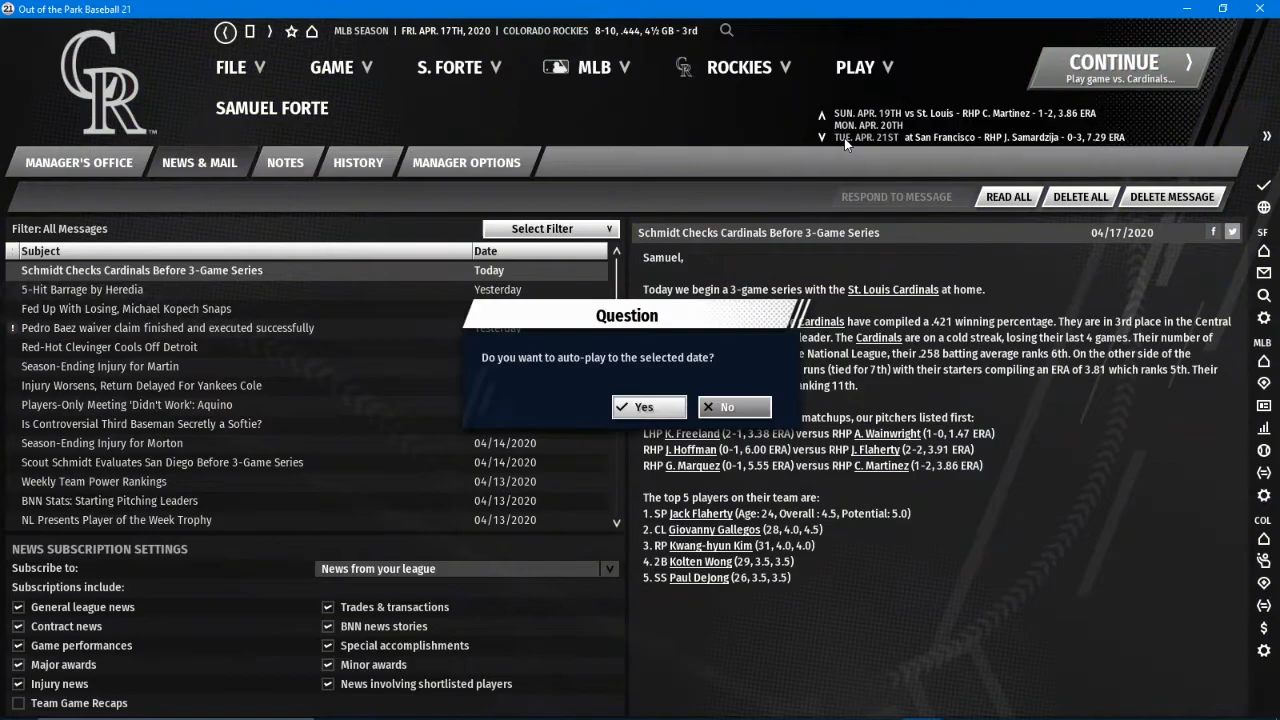 Out of the Park Baseball 21
MLB SEASON | FRI. APR. 17TH, 2020 | COLORADO ROCKIES 8-10, .444, 4½ GB - 3rd
FILE GAME S. FORTE MLB ROCKIES PLAY
CONTINUE
Play game vs. Cardinals...
SAMUEL FORTE
SUN. APR. 19TH vs St. Louis - RHP C. Martinez - 1-2, 3.86 ERA
MON. APR. 20TH
TUE. APR. 21ST at San Francisco - RHP J. Samardzija - 0-3, 7.29 ERA
MANAGER'S OFFICE NEWS & MAIL NOTES HISTORY MANAGER OPTIONS
RESPOND TO MESSAGE READ ALL DELETE ALL DELETE MESSAGE
Filter: All Messages Select Filter
Subject Date
Schmidt Checks Cardinals Before 3-Game Series Today
5-Hit Barrage by Heredia Yesterday
Fed Up With Losing, Michael Kopech Snaps
! Pedro Baez waiver claim finished and executed successfully Yesterday
Red-Hot Clevinger Cools Off Detroit
Season-Ending Injury for Martin
Injury Worsens, Return Delayed For Yankees Cole
Players-Only Meeting 'Didn't Work': Aquino
Is Controversial Third Baseman Secretly a Softie?
Season-Ending Injury for Morton 04/14/2020
Scout Schmidt Evaluates San Diego Before 3-Game Series 04/14/2020
Weekly Team Power Rankings 04/13/2020
BNN Stats: Starting Pitching Leaders 04/13/2020
NL Presents Player of the Week Trophy 04/13/2020
NEWS SUBSCRIPTION SETTINGS
Subscribe to: News from your league
Subscriptions include:
General league news Trades & transactions
Contract news BNN news stories
Game performances Special accomplishments
Major awards Minor awards
Injury news News involving shortlisted players
Team Game Recaps
Schmidt Checks Cardinals Before 3-Game Series 04/17/2020
Samuel,
Today we begin a 3-game series with the St. Louis Cardinals at home.
Cardinals have compiled a .421 winning percentage. They are in 3rd place in the Central
leader. The Cardinals are on a cold streak, losing their last 4 games. Their number of
National League, their .258 batting average ranks 6th. On the other side of the
runs (tied for 7th) with their starters compiling an ERA of 3.81 which ranks 5th. Their
ranking 11th.
matchups, our pitchers listed first:
LHP K. Freeland (2-1, 3.38 ERA) versus RHP A. Wainwright (1-0, 1.47 ERA)
RHP J. Hoffman (0-1, 6.00 ERA) versus RHP J. Flaherty (2-2, 3.91 ERA)
RHP G. Marquez (0-1, 5.55 ERA) versus RHP C. Martinez (1-2, 3.86 ERA)
The top 5 players on their team are:
1. SP Jack Flaherty (Age: 24, Overall : 4.5, Potential: 5.0)
2. CL Giovanny Gallegos (28, 4.0, 4.5)
3. RP Kwang-hyun Kim (31, 4.0, 4.0)
4. 2B Kolten Wong (29, 3.5, 3.5)
5. SS Paul DeJong (26, 3.5, 3.5)
Question
Do you want to auto-play to the selected date?
Yes No
SF
MLB
COL